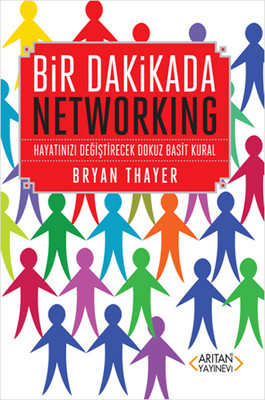 BİR DAKİKADA
NETWORKING
HAYATINIZI DEĞİŞTİRECEK DOKUZ BASİT KURAL
BRYAN THAYER
ARITAN
YAYINEVİ